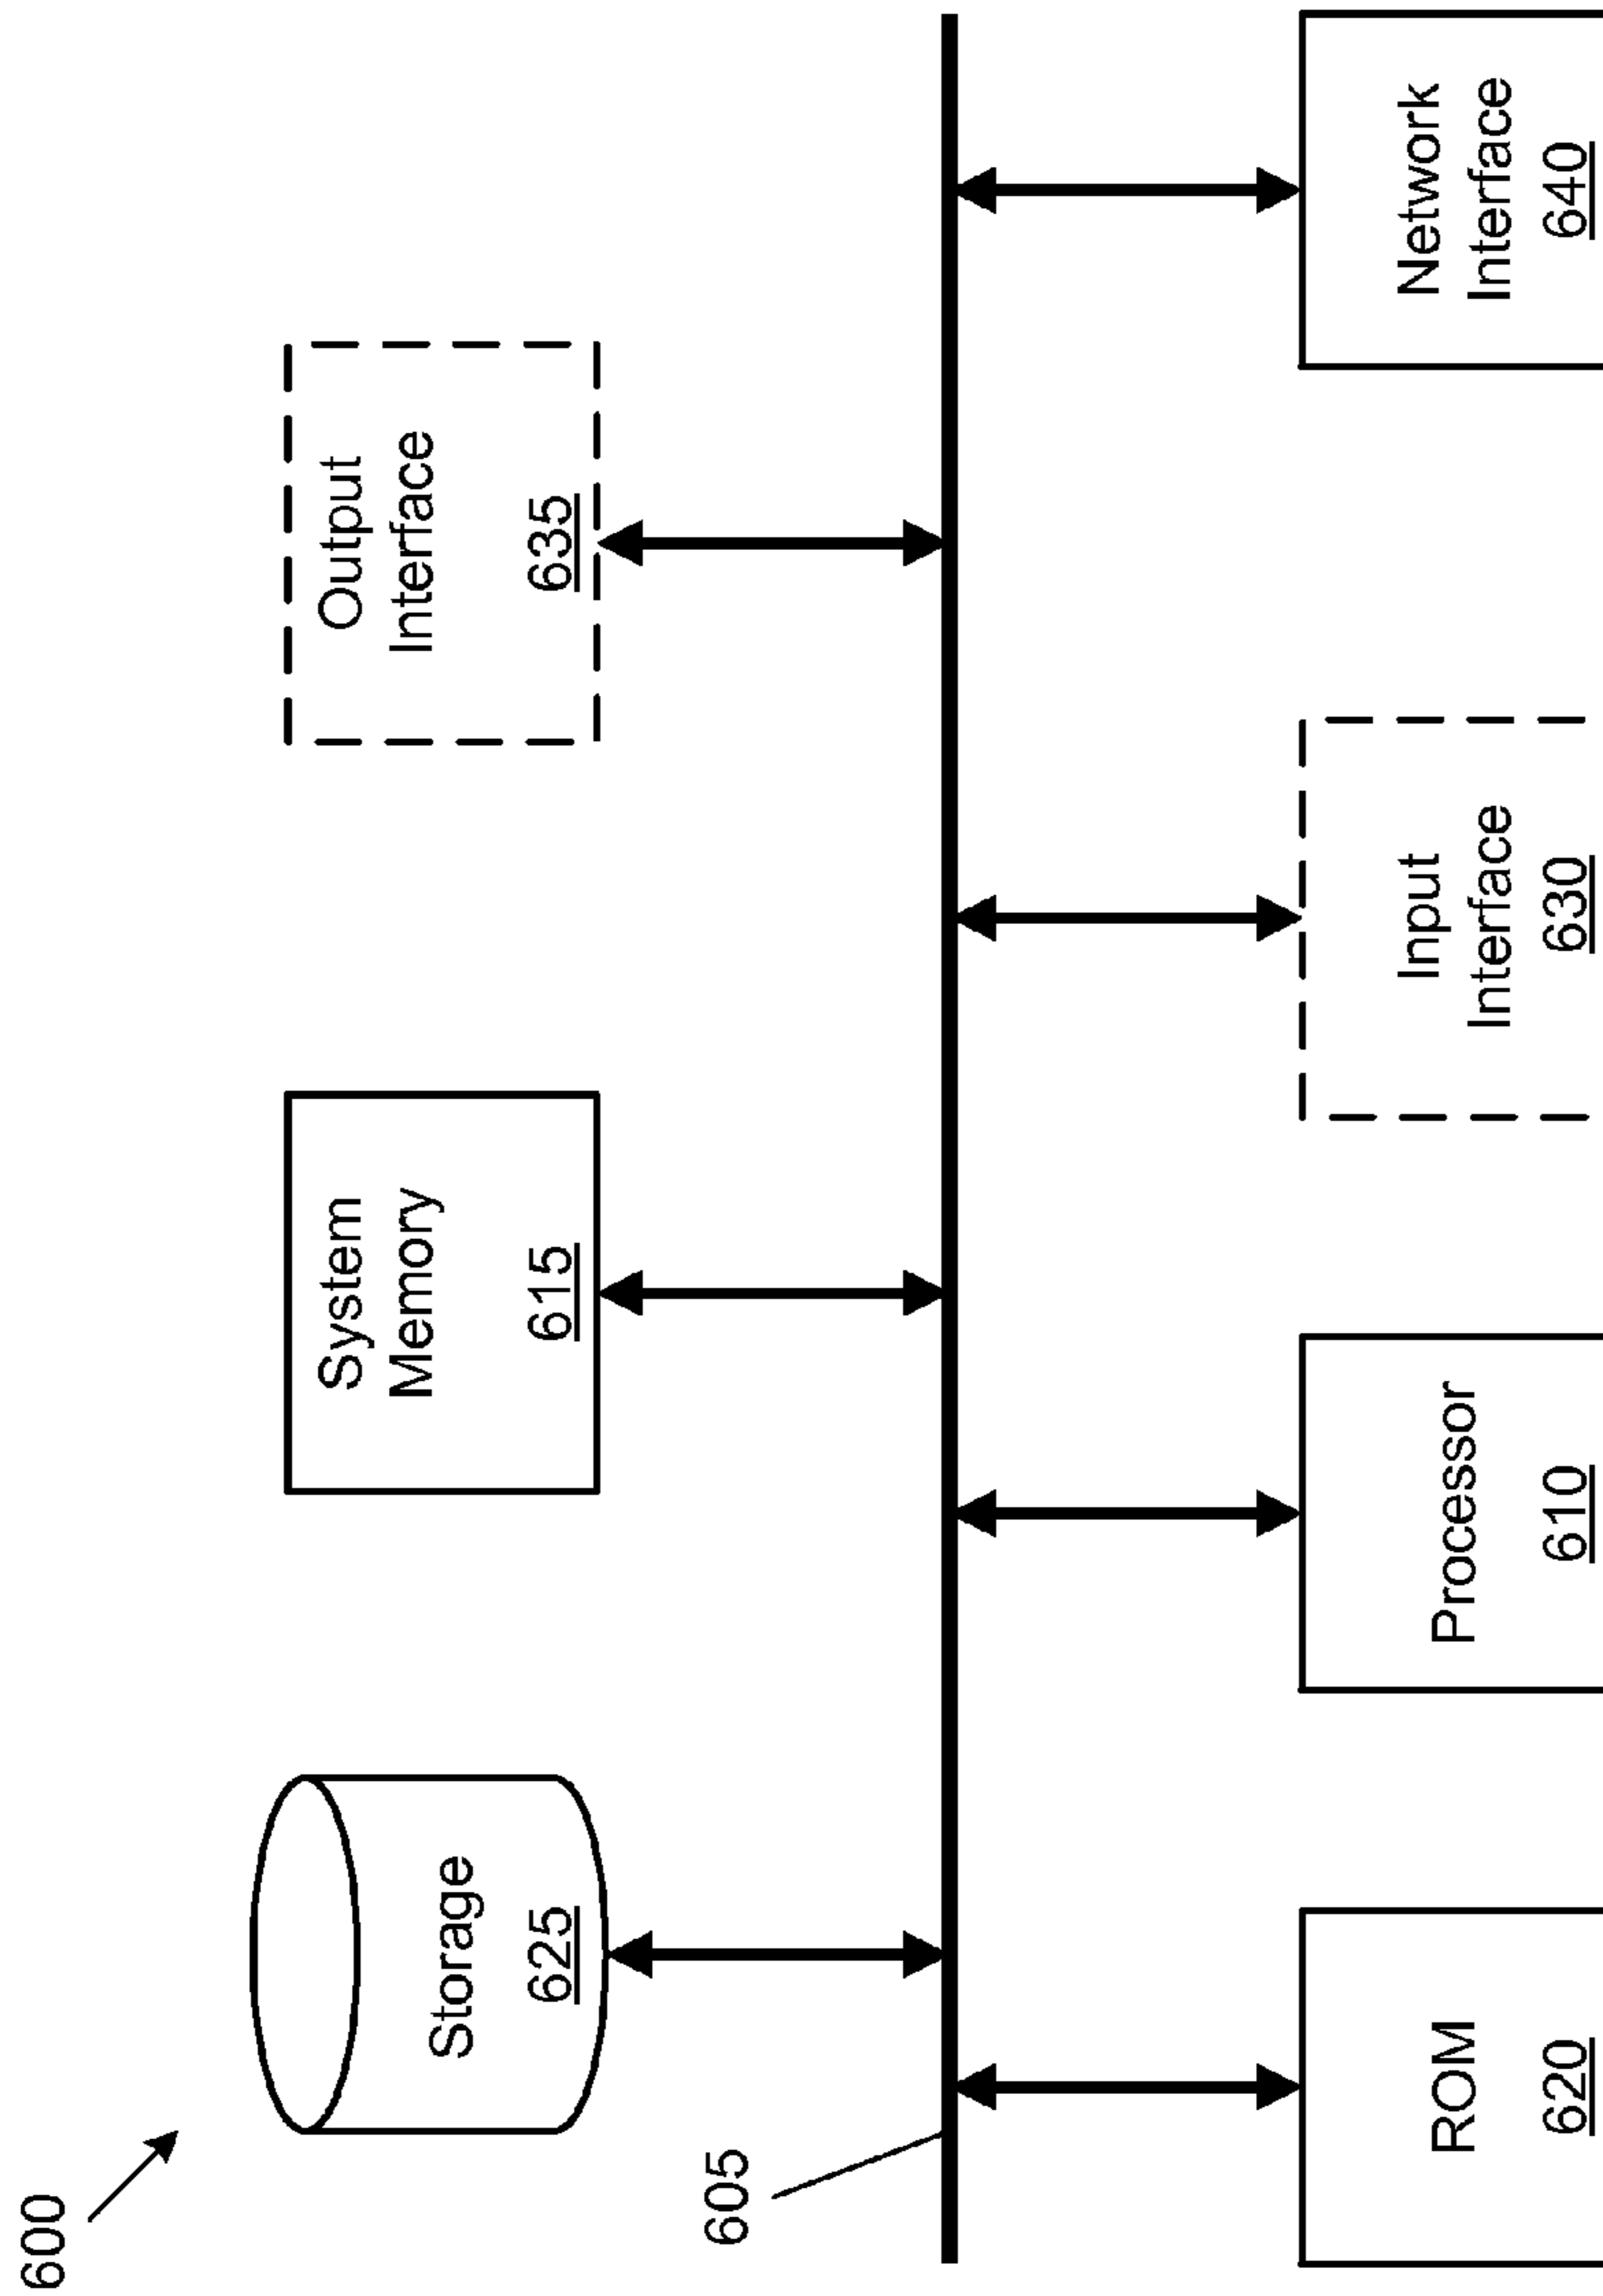 600
Storage
625
System
Memory
615
Output
Interface
635
605
ROM
620
Processor
610
Input
Interface
630
Network
Interface
640